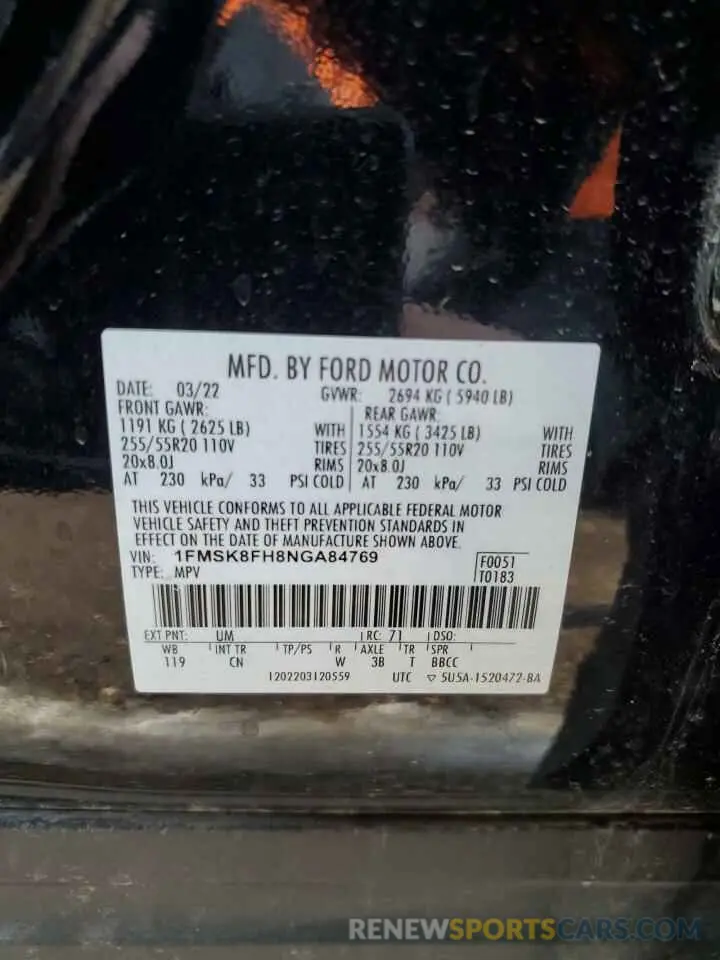 MFD. BY FORD MOTOR CO.
DATE: 03/22 GVWR: 2694 KG ( 5940 LB)
FRONT GAWR: REAR GAWR:
1191 KG ( 2625 LB) WITH 1554 KG ( 3425 LB) WITH
255/55R20 110V TIRES 255/55R20 110V TIRES
20x8.0J RIMS 20x8.0J RIMS
AT 230 kPa/ 33 PSI COLD AT 230 kPa/ 33 PSI COLD
THIS VEHICLE CONFORMS TO ALL APPLICABLE FEDERAL MOTOR
VEHICLE SAFETY AND THEFT PREVENTION STANDARDS IN
EFFECT ON THE DATE OF MANUFACTURE SHOWN ABOVE.
VIN: 1FMSK8FH8NGA84769 F0051
TYPE: MPV T0183
EXT PNT: UM RC: 71 DSO:
WB INT TR TP/PS R AXLE TR SPR
119 CN W 3B T BBCC
1202203120559 UTC ▽ 5U5A-1520472-BA
RENEWSPORTSCARS.COM